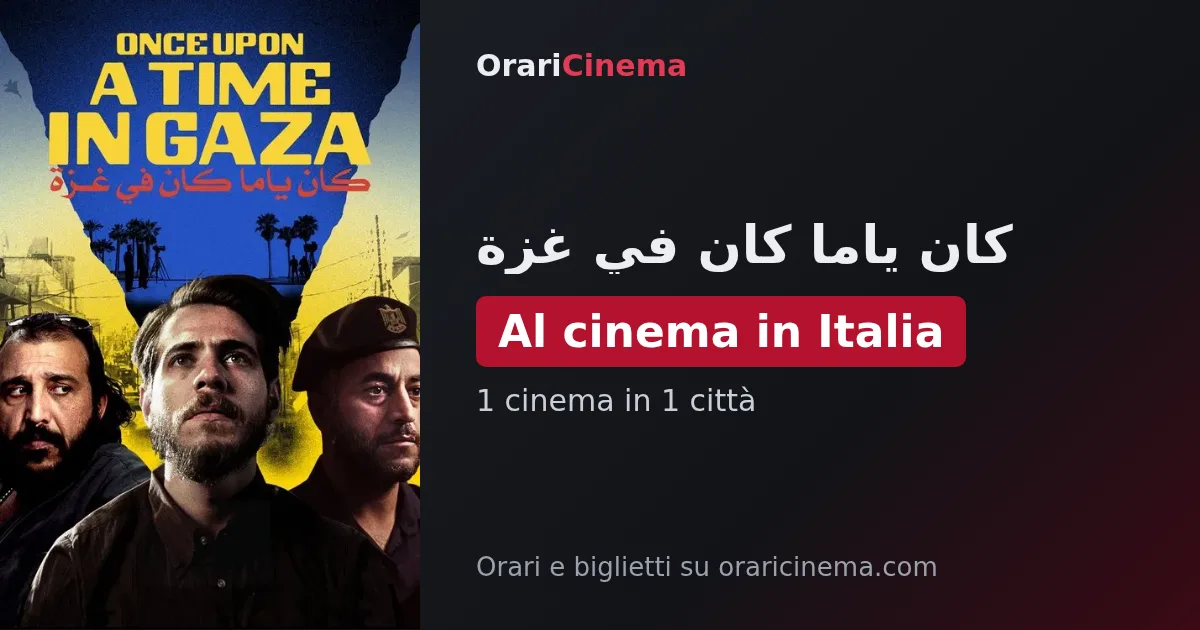 ONCE UPON
A TIME
IN GAZA
كان ياما كان في غزة
OrariCinema
كان ياما كان في غزة
Al cinema in Italia
1 cinema in 1 città
Orari e biglietti su oraricinema.com